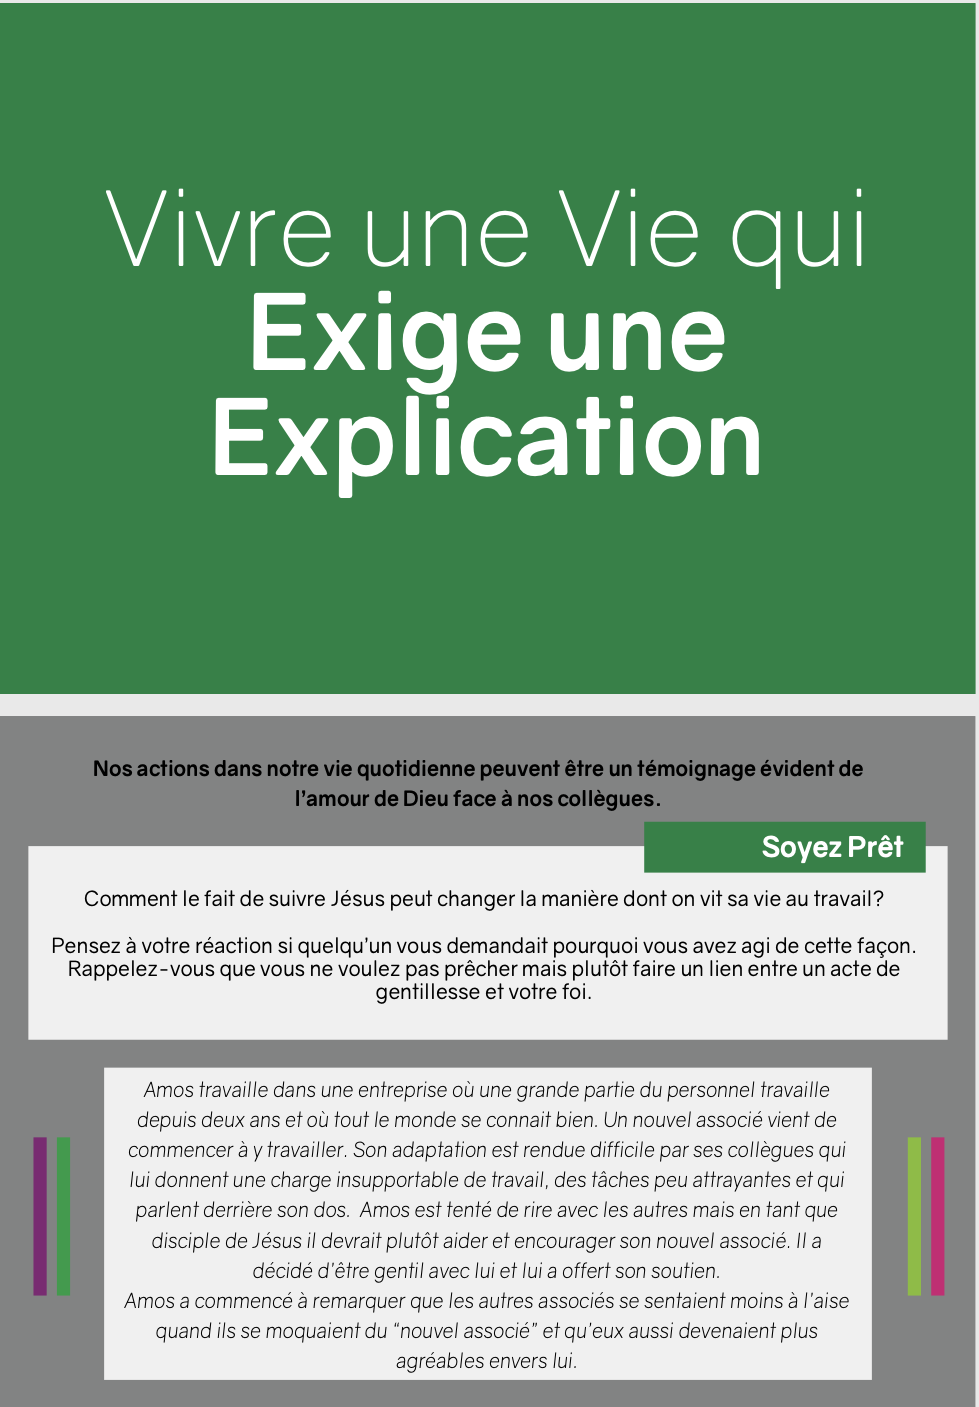 Vivre une Vie qui
Exige une
Explication
Nos actions dans notre vie quotidienne peuvent être un témoignage évident de
l’amour de Dieu face à nos collègues.
Soyez Prêt
Comment le fait de suivre Jésus peut changer la manière dont on vit sa vie au travail?
Pensez à votre réaction si quelqu’un vous demandait pourquoi vous avez agi de cette façon.
Rappelez-vous que vous ne voulez pas prêcher mais plutôt faire un lien entre un acte de
gentillesse et votre foi.
Amos travaille dans une entreprise où une grande partie du personnel travaille
depuis deux ans et où tout le monde se connait bien. Un nouvel associé vient de
commencer à y travailler. Son adaptation est rendue difficile par ses collègues qui
lui donnent une charge insupportable de travail, des tâches peu attrayantes et qui
parlent derrière son dos.  Amos est tenté de rire avec les autres mais en tant que
disciple de Jésus il devrait plutôt aider et encourager son nouvel associé. Il a
décidé d’être gentil avec lui et lui a offert son soutien.
Amos a commencé à remarquer que les autres associés se sentaient moins à l’aise
quand ils se moquaient du “nouvel associé” et qu’eux aussi devenaient plus
agréables envers lui.